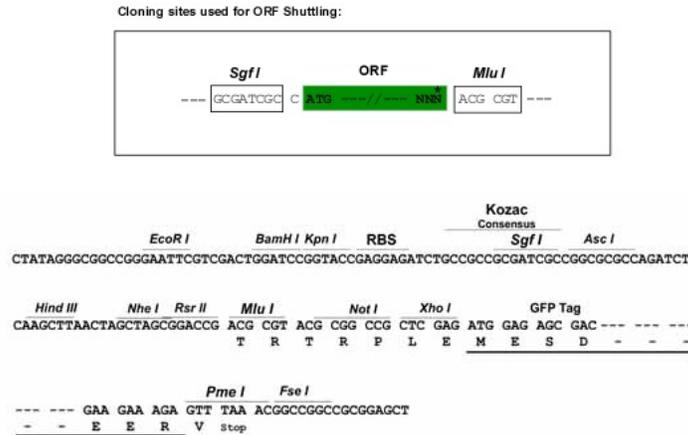 Cloning sites used for ORF Shuttling:
Sgf I ORF Mlu I
--- GCGATCGC C ATG ---//--- NNN* ACG CGT ---
Kozac
Consensus
EcoR I BamH I Kpn I RBS Sgf I Asc I
CTATAGGGCGGCCGGGAATTCGTCGACTGGATCCGGTACCGAGGAGATCTGCCGCCGCGATCGCCGGCGCGCCAGATCT
Hind III Nhe I Rsr II Mlu I Not I Xho I GFP Tag
CAAGCTTAACTAGCTAGCGGACCG ACG CGT ACG CGG CCG CTC GAG ATG GAG AGC GAC--- --- ---
T R T R P L E M E S D - - -
Pme I Fse I
--- --- GAA GAA AGA GTT TAA ACGGCCGGCCGCGGAGCT
- - E E R V Stop